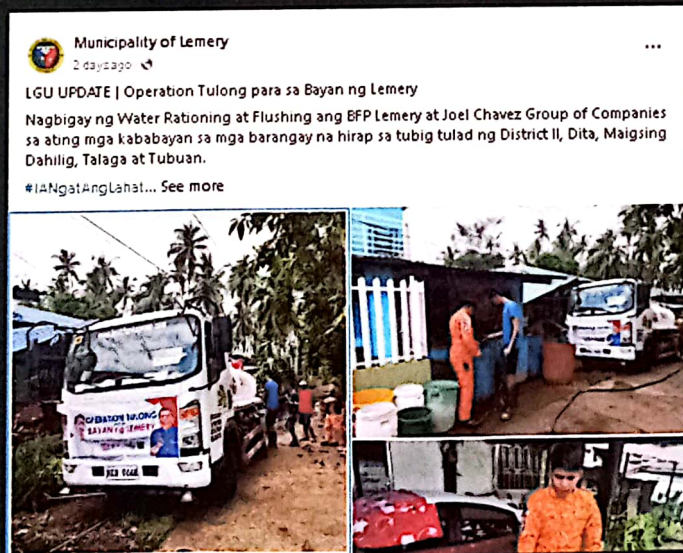 Municipality of Lemery
2 days ago
LGU UPDATE | Operation Tulong para sa Bayan ng Lemery
Nagbigay ng Water Rationing at Flushing ang BFP Lemery at Joel Chavez Group of Companies
sa ating mga kababayan sa mga barangay na hirap sa tubig tulad ng District II, Dita, Maigsing
Dahilig, Talaga at Tubuan.
#IANgatAngLahat... See more
OPERATION TULONG
BAYAN NG LEMERY